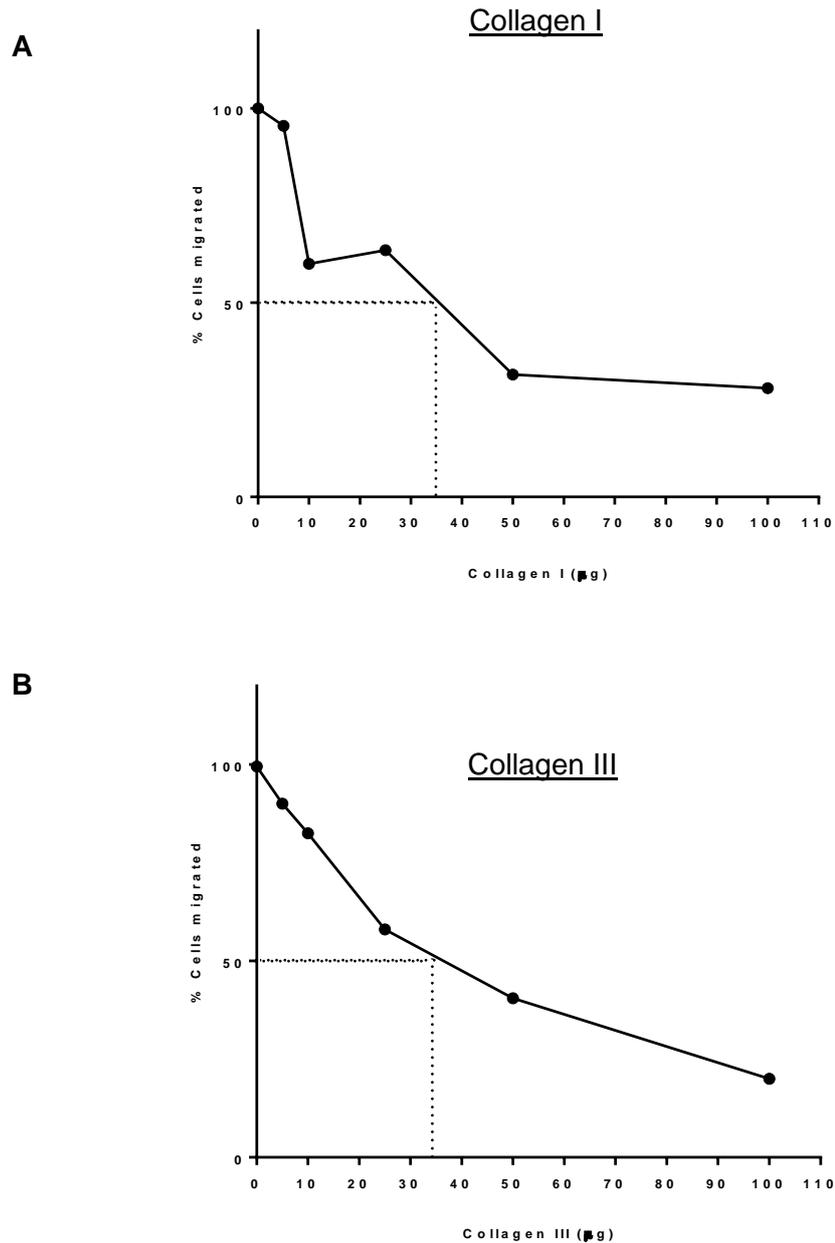 A
Collagen I
100
50
0
% Cells migrated
0 10 20 30 40 50 60 70 80 90 100 110
Collagen I (µg)
B
Collagen III
100
50
0
% Cells migrated
0 10 20 30 40 50 60 70 80 90 100 110
Collagen III (µg)